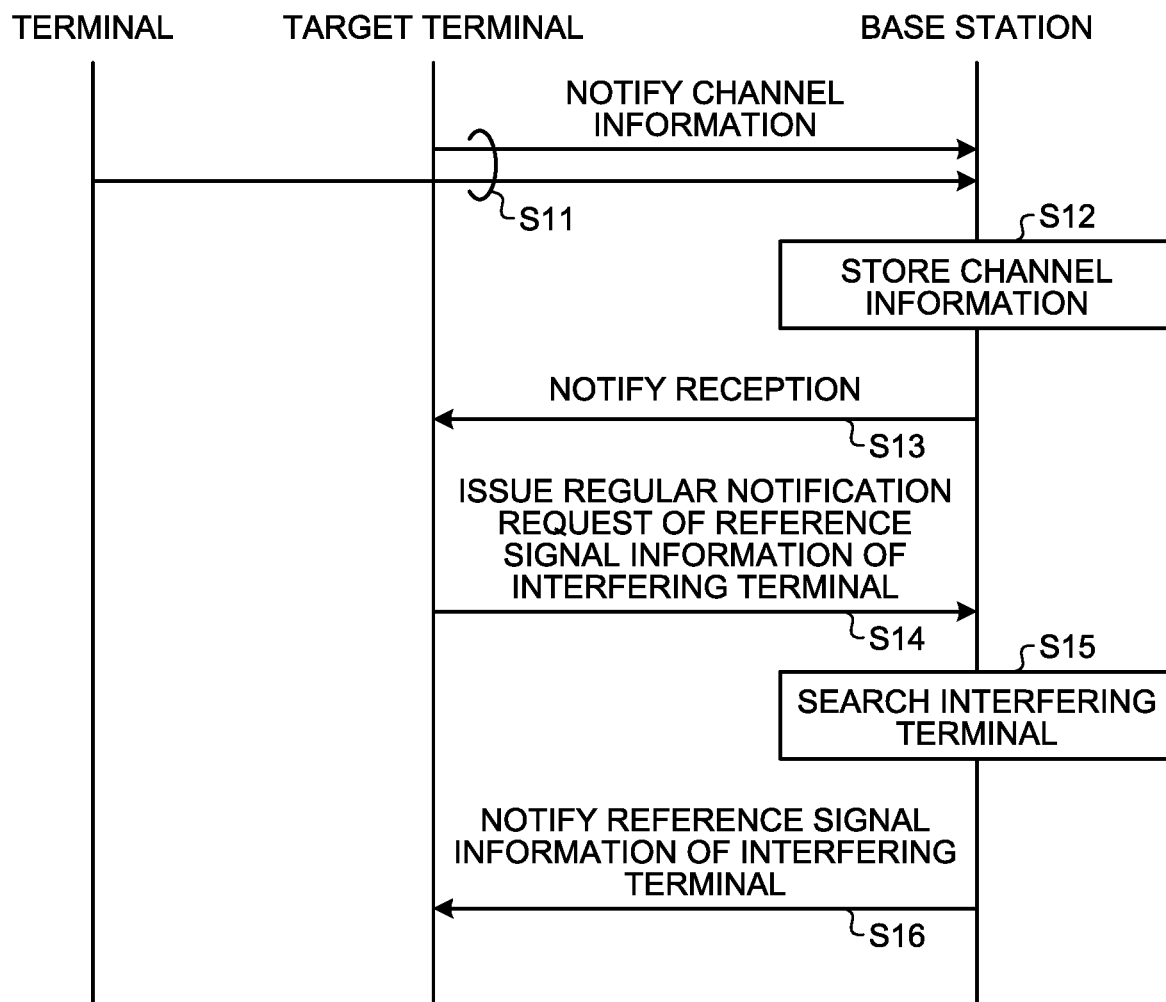 TERMINAL
TARGET TERMINAL
BASE STATION
NOTIFY CHANNEL
INFORMATION
S11
S12
STORE CHANNEL
INFORMATION
NOTIFY RECEPTION
S13
ISSUE REGULAR NOTIFICATION
REQUEST OF REFERENCE
SIGNAL INFORMATION OF
INTERFERING TERMINAL
S14
S15
SEARCH INTERFERING
TERMINAL
NOTIFY REFERENCE SIGNAL
INFORMATION OF INTERFERING
TERMINAL
S16